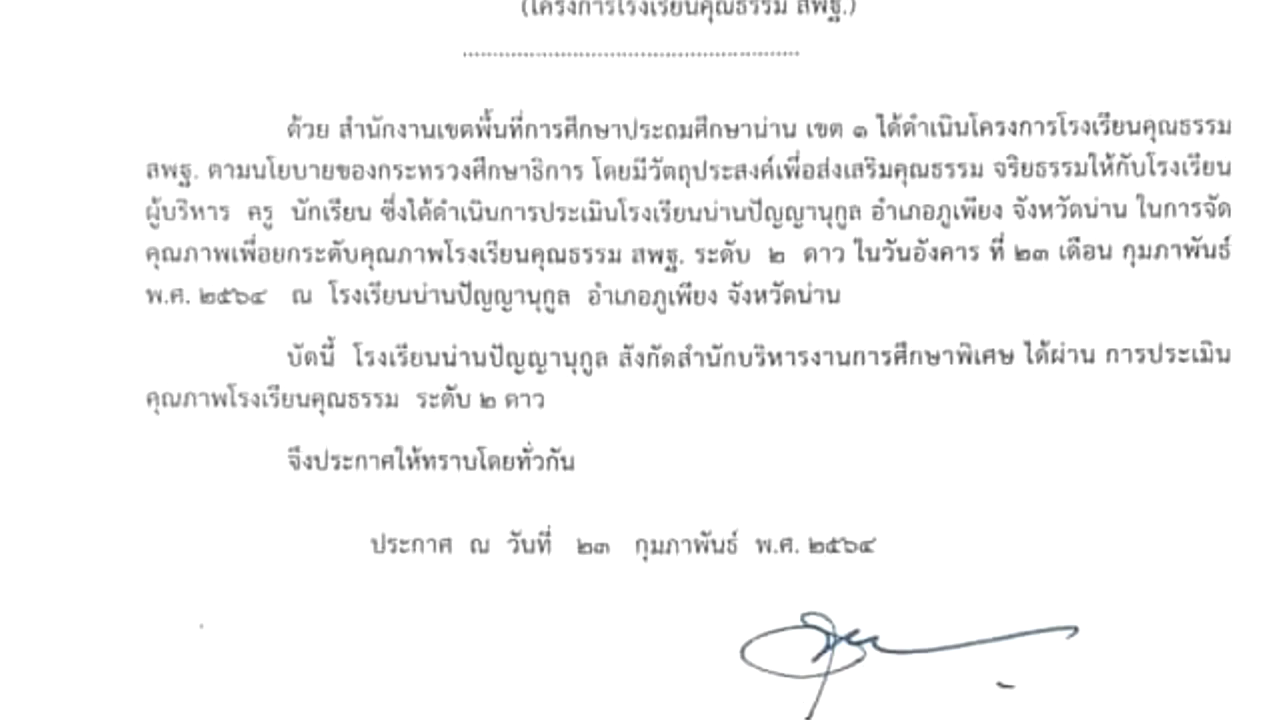 (โครงการโรงเรียนคุณธรรม สพฐ.)
ด้วย สำนักงานเขตพื้นที่การศึกษาประถมศึกษาน่าน เขต ๑ ได้ดำเนินโครงการโรงเรียนคุณธรรม
สพฐ. ตามนโยบายของกระทรวงศึกษาธิการ โดยมีวัตถุประสงค์เพื่อส่งเสริมคุณธรรม จริยธรรมให้กับโรงเรียน
ผู้บริหาร ครู นักเรียน ซึ่งได้ดำเนินการประเมินโรงเรียนน่านปัญญานุกูล อำเภอภูเพียง จังหวัดน่าน ในการจัด
คุณภาพเพื่อยกระดับคุณภาพโรงเรียนคุณธรรม สพฐ. ระดับ ๒ ดาว ในวันอังคาร ที่ ๒๓ เดือน กุมภาพันธ์
พ.ศ. ๒๕๖๔ ณ โรงเรียนน่านปัญญานุกูล อำเภอภูเพียง จังหวัดน่าน
บัดนี้ โรงเรียนน่านปัญญานุกูล สังกัดสำนักบริหารงานการศึกษาพิเศษ ได้ผ่าน การประเมิน
คุณภาพโรงเรียนคุณธรรม ระดับ ๒ ดาว
จึงประกาศให้ทราบโดยทั่วกัน
ประกาศ ณ วันที่ ๒๓ กุมภาพันธ์ พ.ศ. ๒๕๖๔